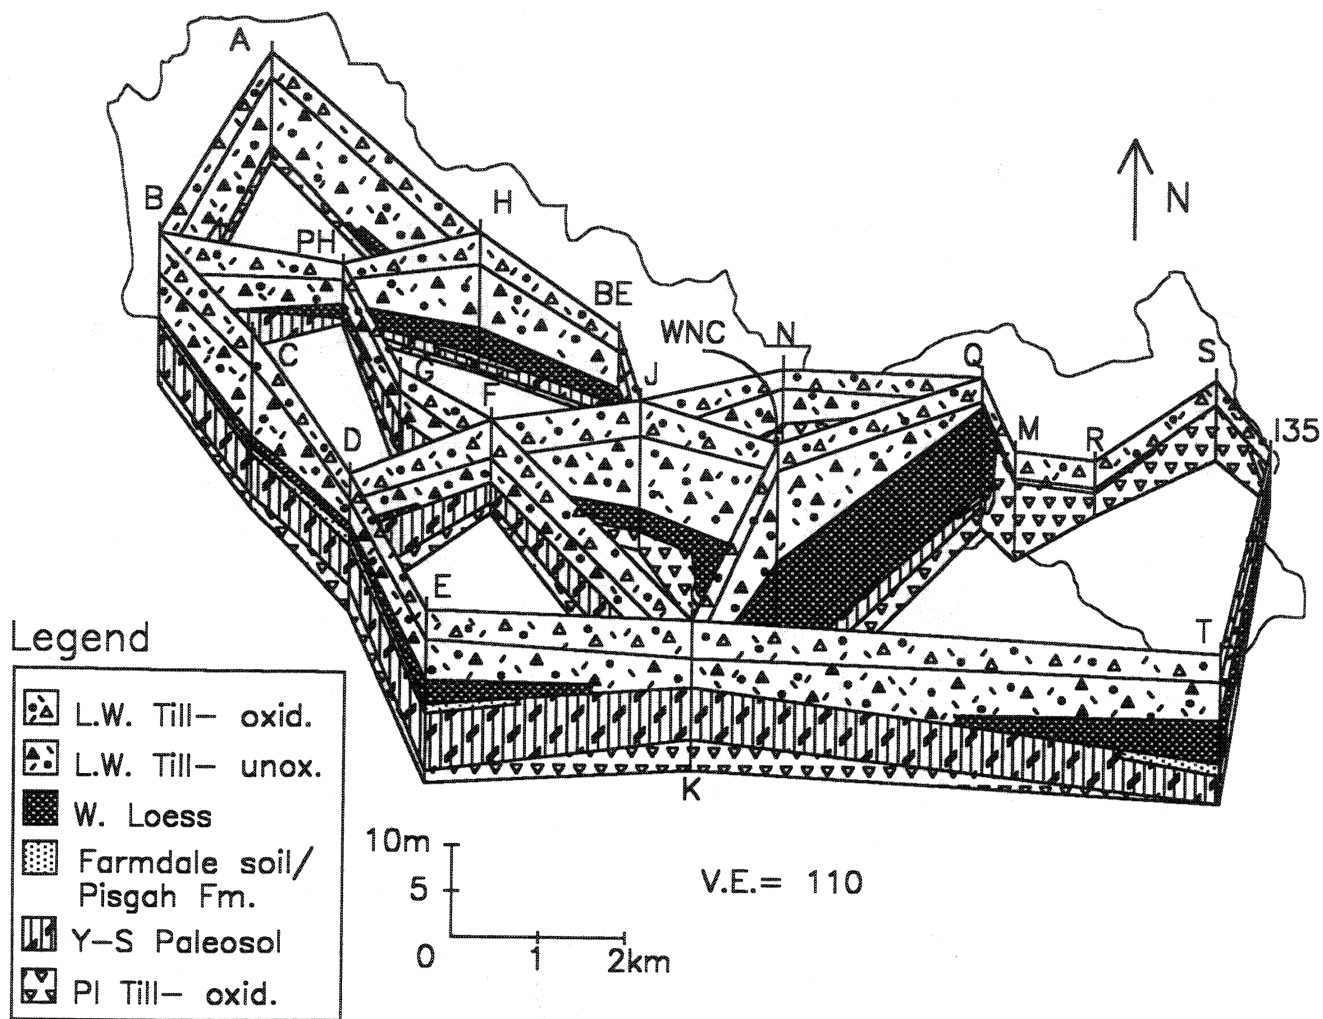 A
B
H
N
PH
BE
WNC
N
Q
S
C
G
F
J
M
R
I35
D
E
T
K
Legend
L.W. Till– oxid.
L.W. Till– unox.
W. Loess
Farmdale soil/
Pisgah Fm.
Y–S Paleosol
PI Till– oxid.
10m
5
0
1
2km
V.E.= 110